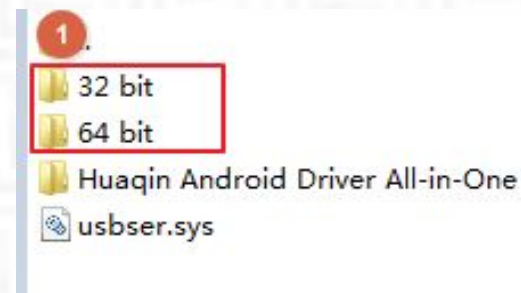 1 .
32 bit
64 bit
Huaqin Android Driver All-in-One
usbser.sys